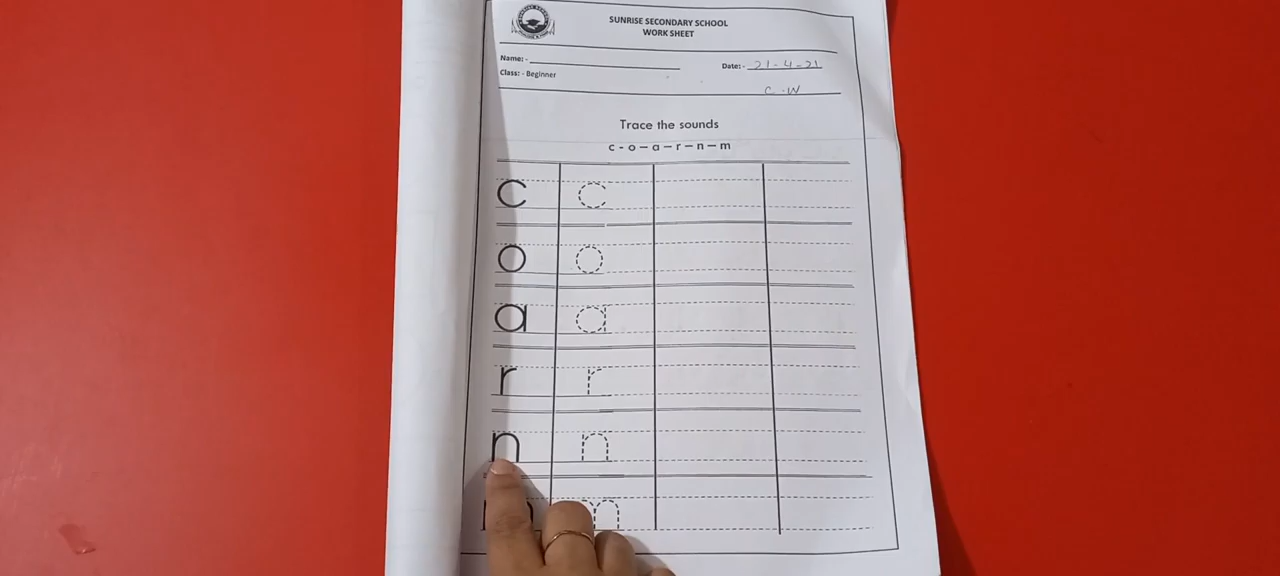 SUNRISE SECONDARY SCHOOL
WORK SHEET
Name: -
Date: - 21-4-21
Class: - Beginner
C.W
Trace the sounds
c - o – a – r – n – m
c c
o o
a a
r r
n n
m m